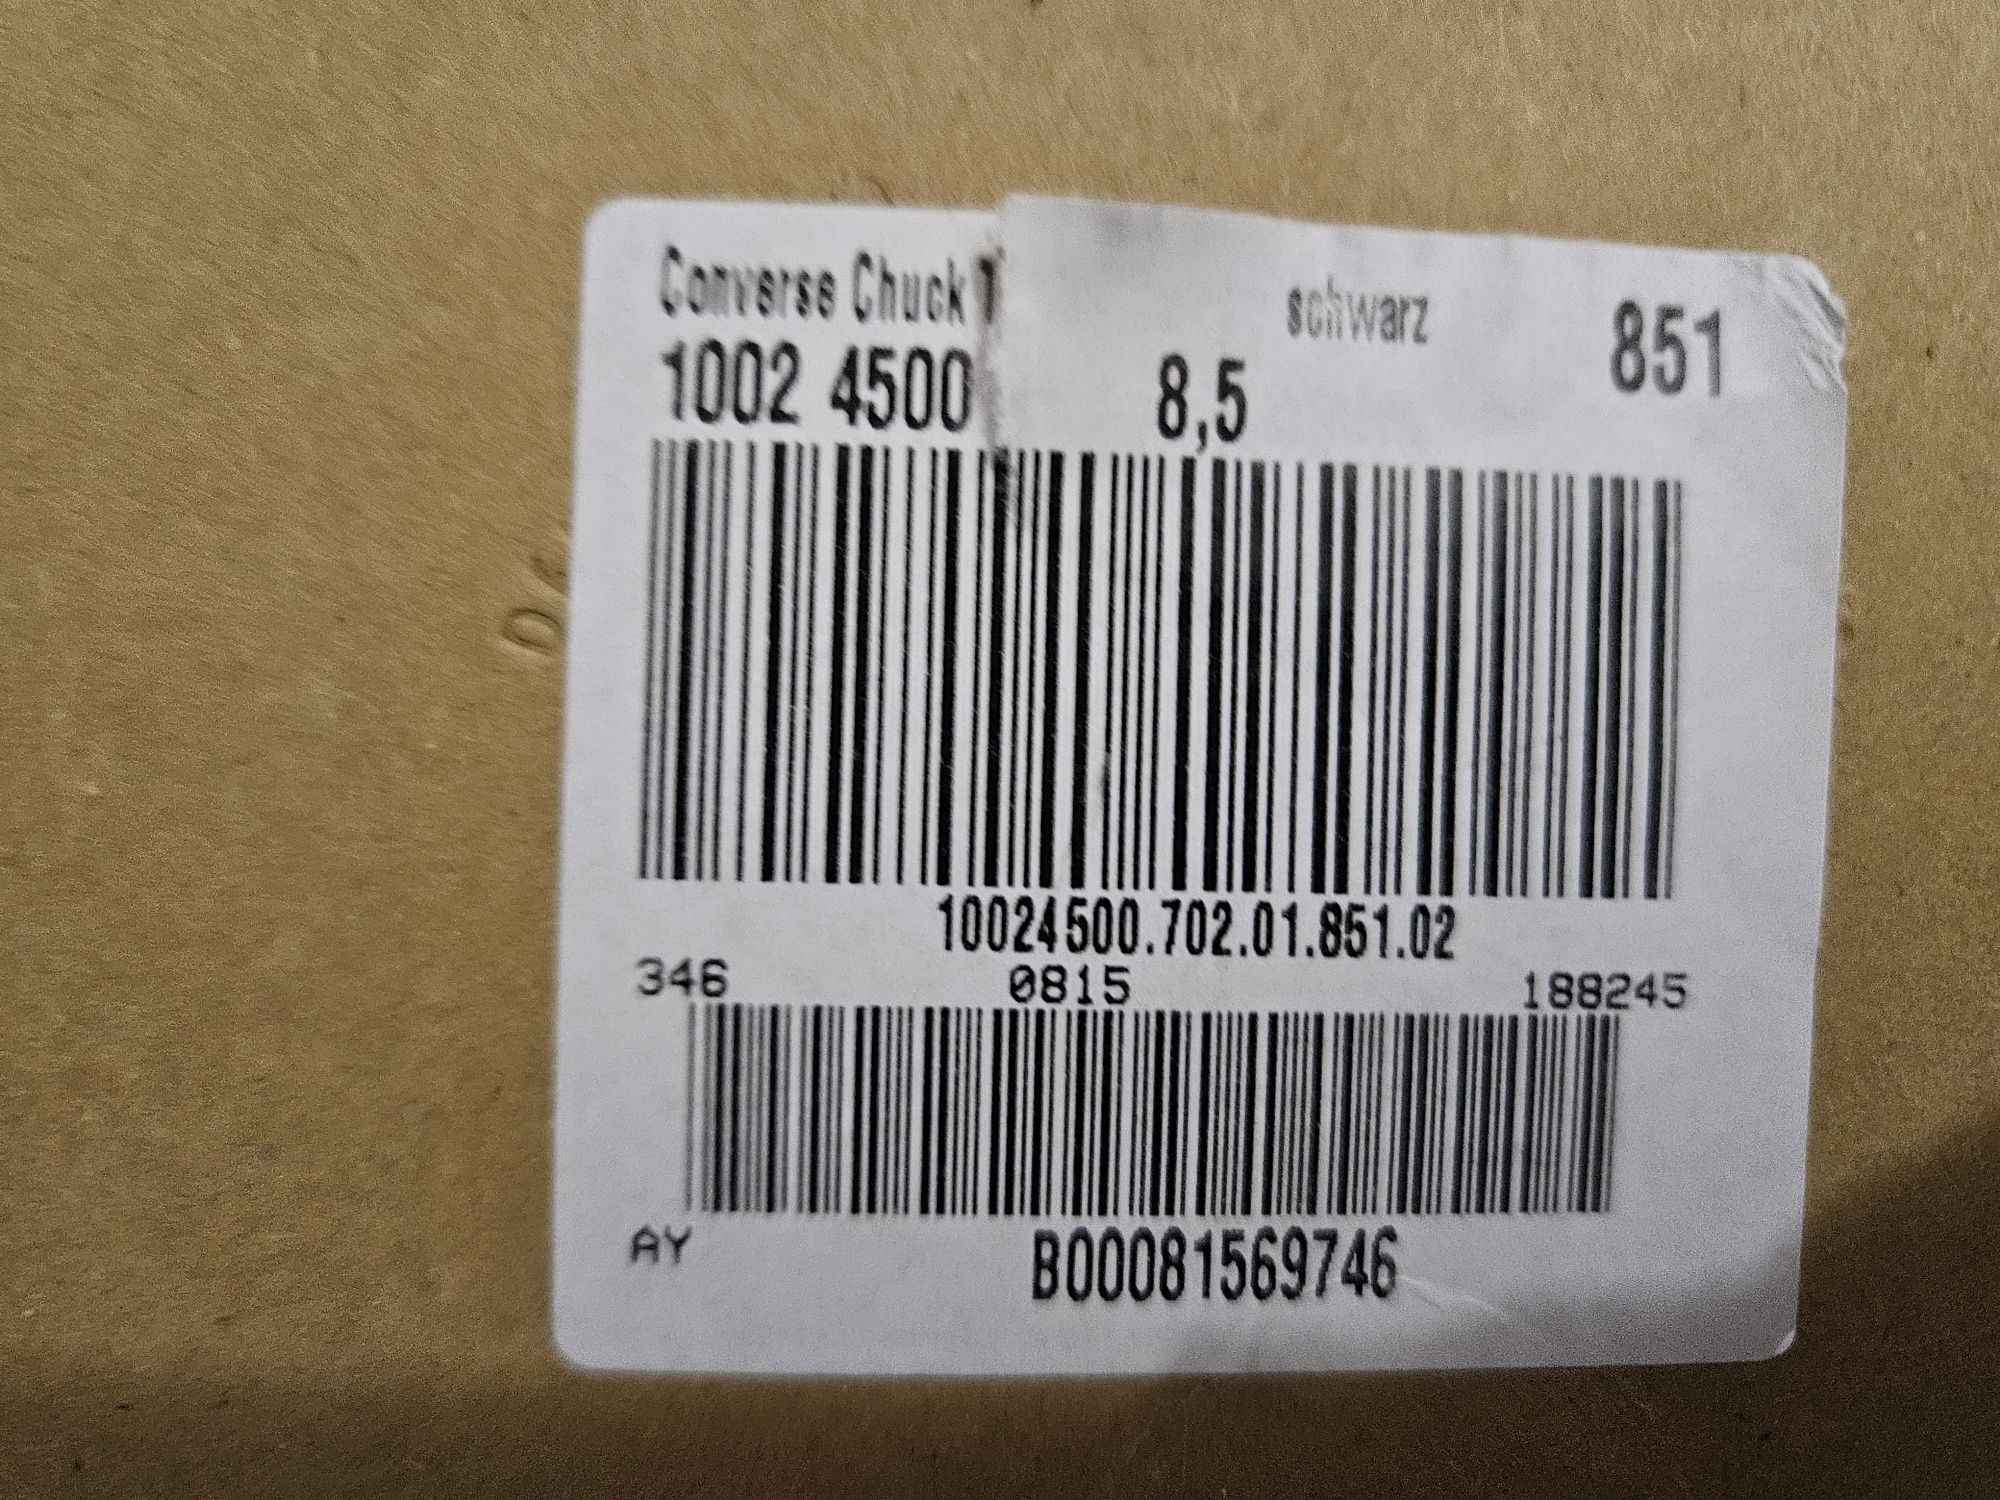 Converse Chuck T schwarz 851
1002 4500 8,5
10024500.702.01.851.02
346 0815 188245
AY B00081569746